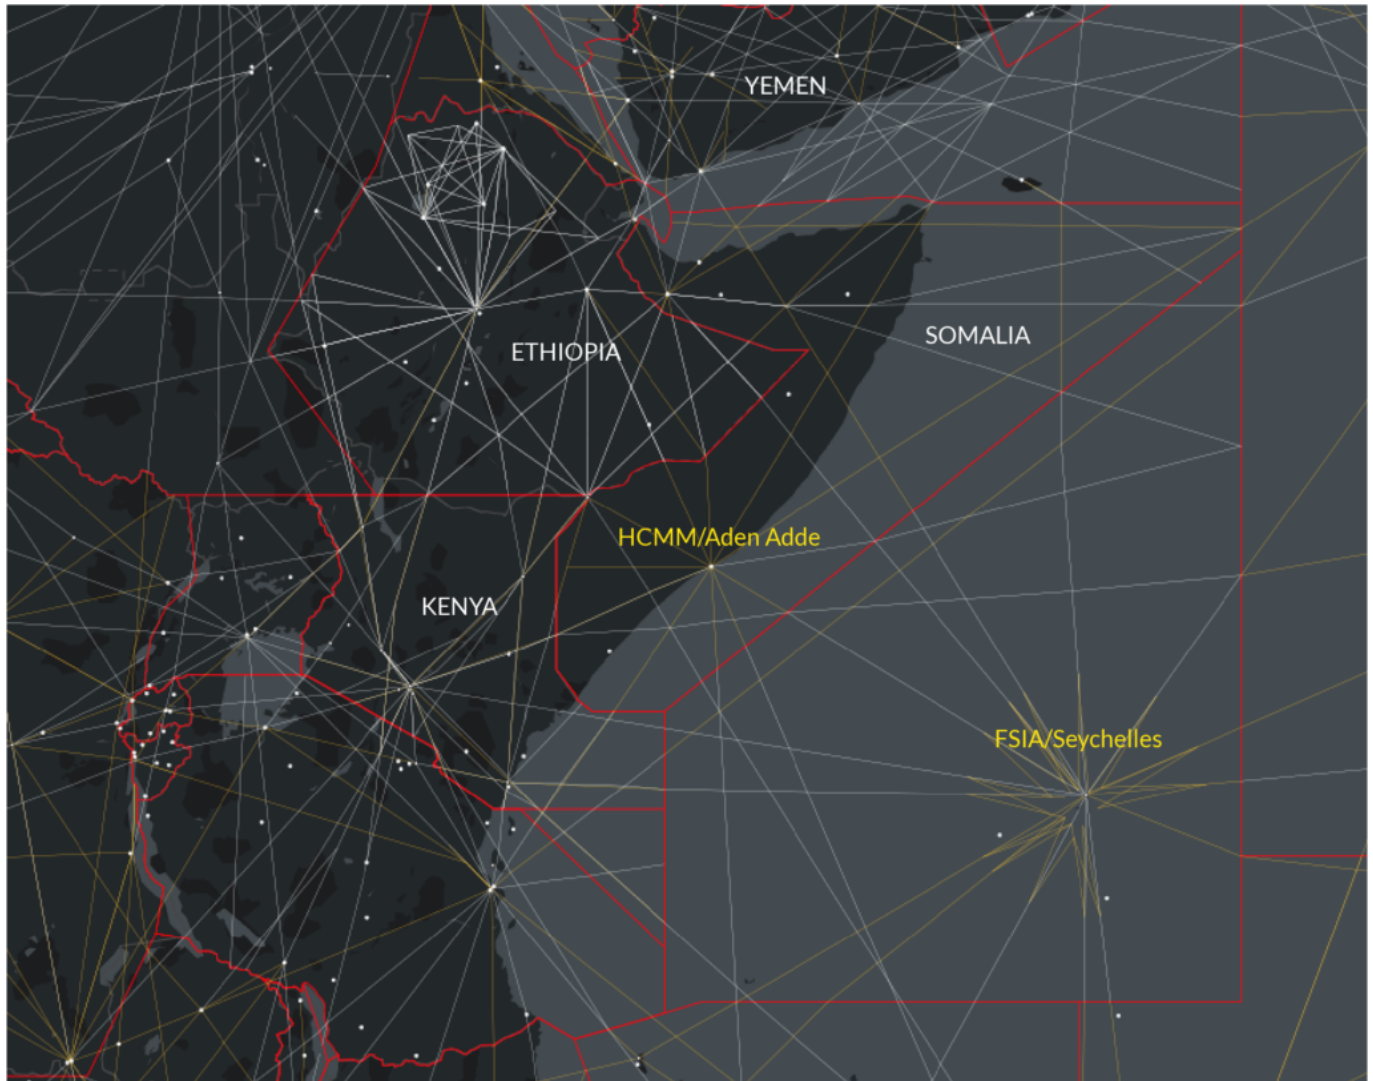 YEMEN
SOMALIA
ETHIOPIA
HCMM/Aden Adde
KENYA
FSIA/Seychelles